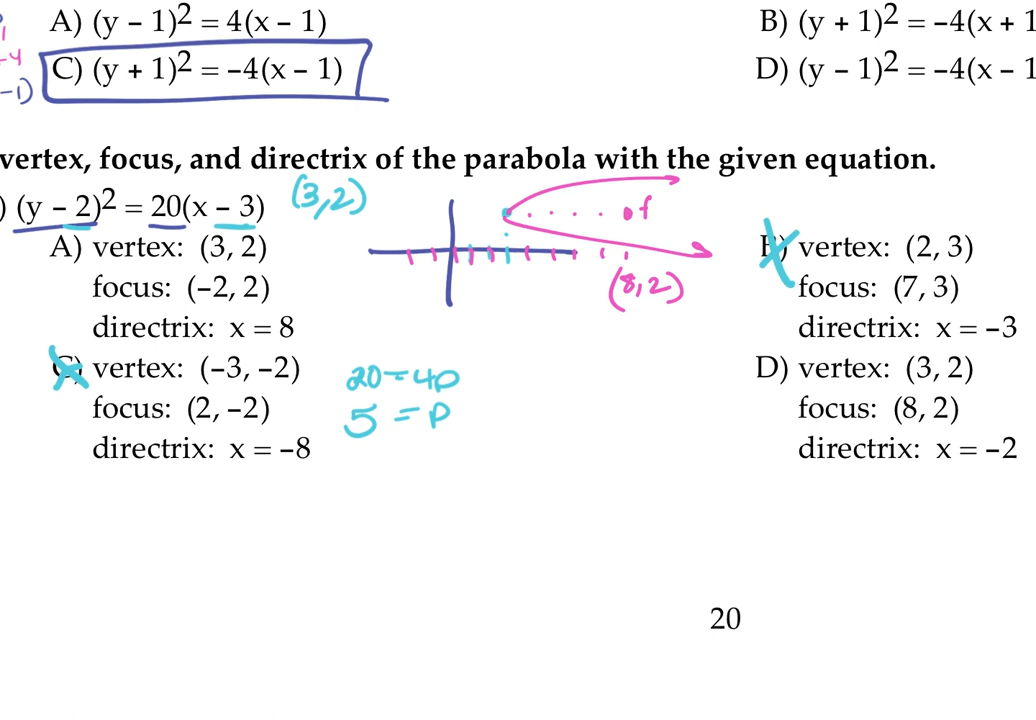 A) (y – 1)² = 4(x – 1)
B) (y + 1)² = –4(x + 1
-4
C) (y + 1)² = –4(x – 1)
D) (y – 1)² = –4(x – 1
-1)
vertex, focus, and directrix of the parabola with the given equation.
) (y – 2)² = 20(x – 3)
(3,2)
f
A) vertex: (3, 2)
focus: (–2, 2)
directrix: x = 8
(8,2)
B) vertex: (2, 3)
focus: (7, 3)
directrix: x = –3
C) vertex: (–3, –2)
focus: (2, –2)
directrix: x = –8
20=4p
5 = p
D) vertex: (3, 2)
focus: (8, 2)
directrix: x = –2
20